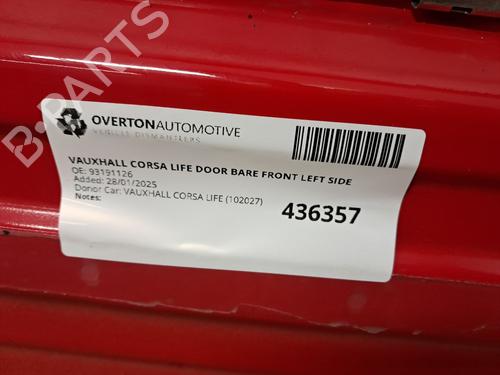 B-PARTS
OVERTONAUTOMOTIVE
VEHICLE DISMANTLERS
VAUXHALL CORSA LIFE DOOR BARE FRONT LEFT SIDE
OE: 93191126
Added: 28/01/2025
Donor Car: VAUXHALL CORSA LIFE (102027)
Notes:
436357